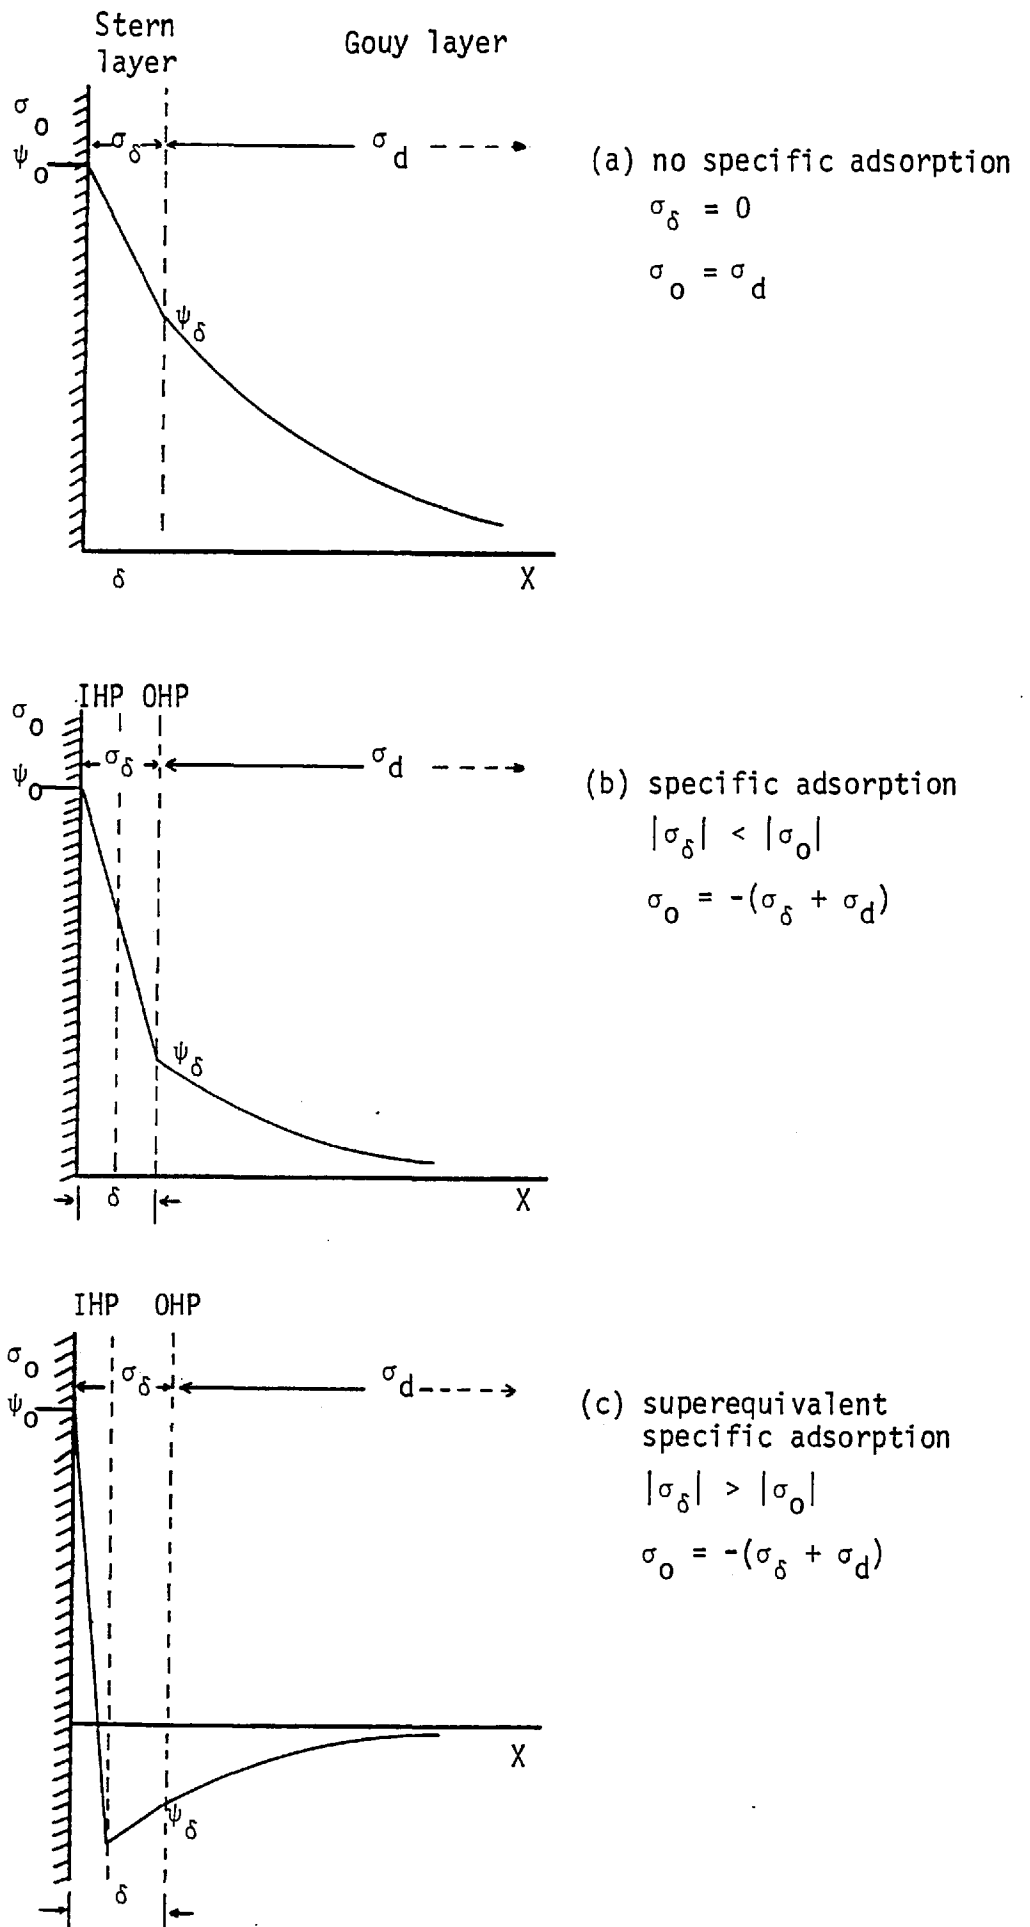 Stern
layer
Gouy layer
σo
ψo
σδ
σd
ψδ
δ
X
(a) no specific adsorption
σδ = 0
σo = σd
IHP OHP
σo
ψo
σδ
σd
ψδ
δ
X
(b) specific adsorption
|σδ| < |σo|
σo = -(σδ + σd)
IHP OHP
σo
ψo
σδ
σd
X
ψδ
δ
(c) superequivalent
specific adsorption
|σδ| > |σo|
σo = -(σδ + σd)